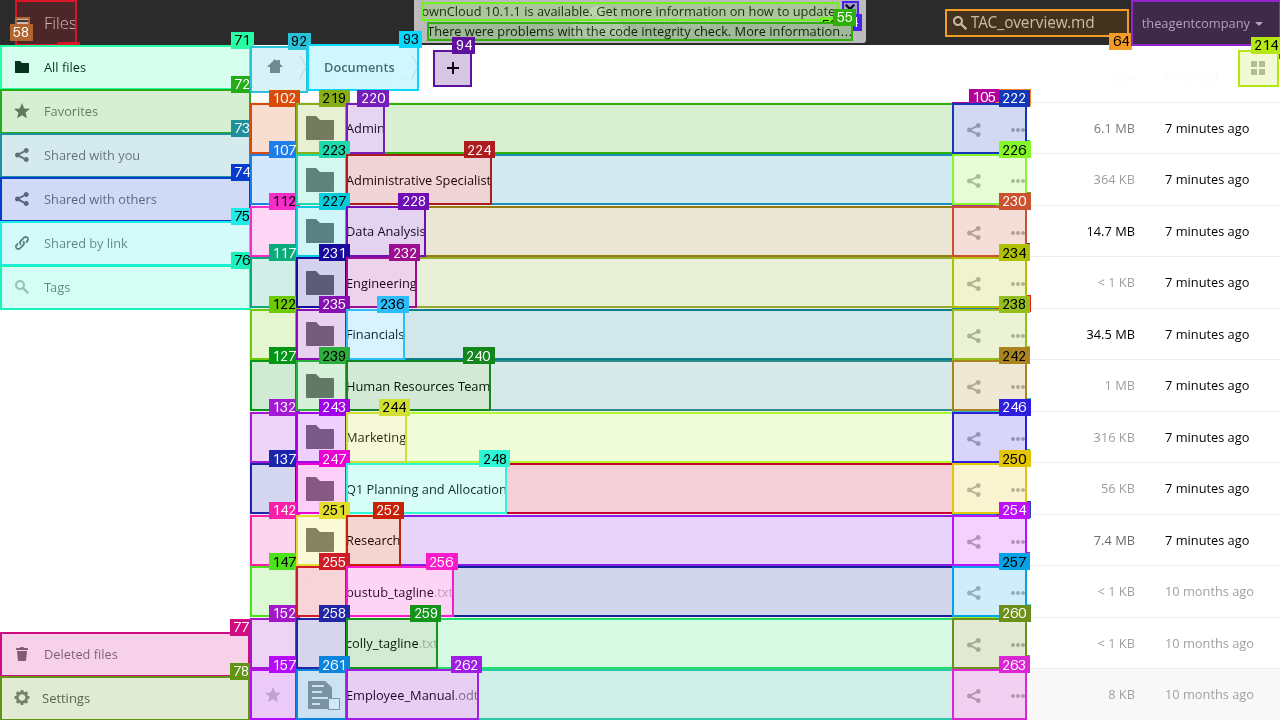 Files
ownCloud 10.1.1 is available. Get more information on how to update
There were problems with the code integrity check. More information…
55
58
TAC_overview.md
64
theagentcompany
71
92
93
94
214
All files
Documents
+
72
102
219
220
105
222
Favorites
Admin
6.1 MB
7 minutes ago
73
107
223
224
226
Shared with you
Administrative Specialist
364 KB
7 minutes ago
74
112
227
228
230
Shared with others
Data Analysis
14.7 MB
7 minutes ago
75
117
231
232
234
Shared by link
Engineering
< 1 KB
7 minutes ago
76
122
235
236
238
Tags
Financials
34.5 MB
7 minutes ago
127
239
240
242
Human Resources Team
1 MB
7 minutes ago
132
243
244
246
Marketing
316 KB
7 minutes ago
137
247
248
250
Q1 Planning and Allocation
56 KB
7 minutes ago
142
251
252
254
Research
7.4 MB
7 minutes ago
147
255
256
257
bustub_tagline.txt
< 1 KB
10 months ago
152
258
259
260
77
Deleted files
colly_tagline.txt
< 1 KB
10 months ago
78
157
261
262
263
Settings
Employee_Manual.odt
8 KB
10 months ago